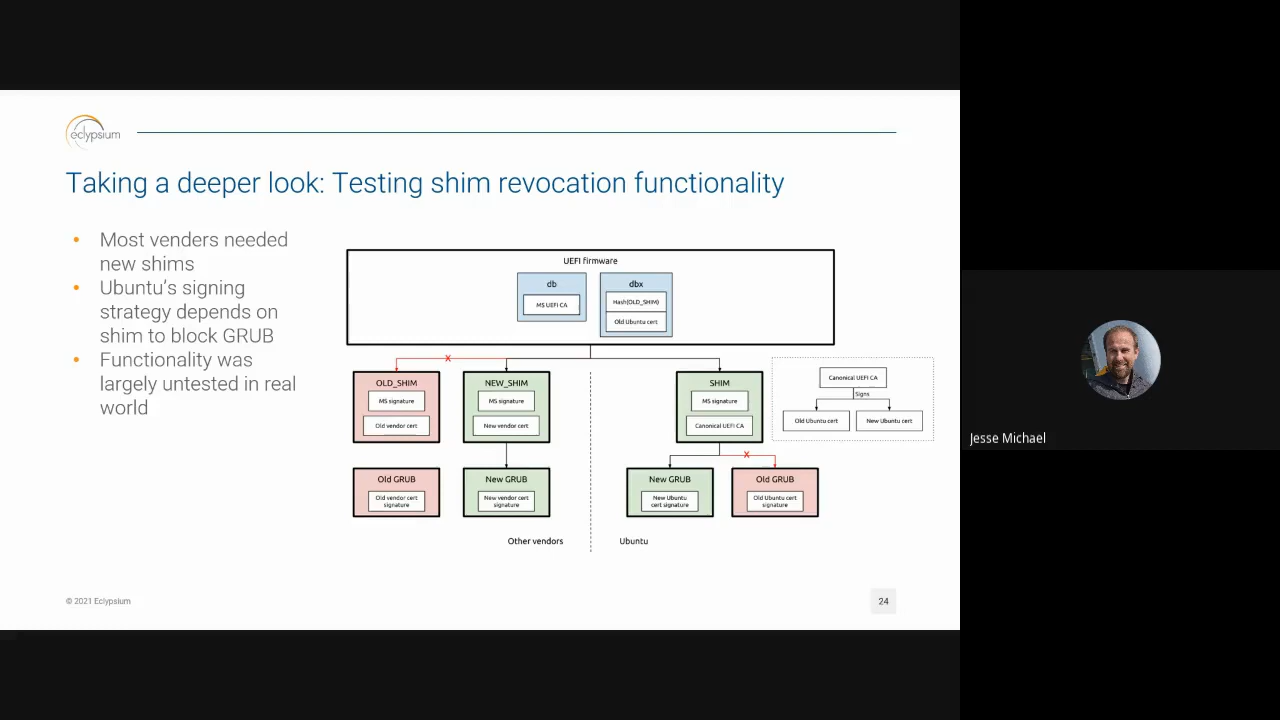 eclypsium
Taking a deeper look: Testing shim revocation functionality
• Most venders needed
new shims
• Ubuntu's signing
strategy depends on
shim to block GRUB
• Functionality was
largely untested in real
world
UEFI firmware
db
MS UEFI CA
dbx
Hash(OLD_SHIM)
Old Ubuntu cert
X
OLD_SHIM
MS signature
Old vendor cert
NEW_SHIM
MS signature
New vendor cert
SHIM
MS signature
Canonical UEFI CA
Canonical UEFI CA
Signs
Old Ubuntu cert
New Ubuntu cert
X
Old GRUB
Old vendor cert
signature
New GRUB
New vendor cert
signature
New GRUB
New Ubuntu
cert signature
Old GRUB
Old Ubuntu cert
signature
Other vendors
Ubuntu
© 2021 Eclypsium
24
Jesse Michael